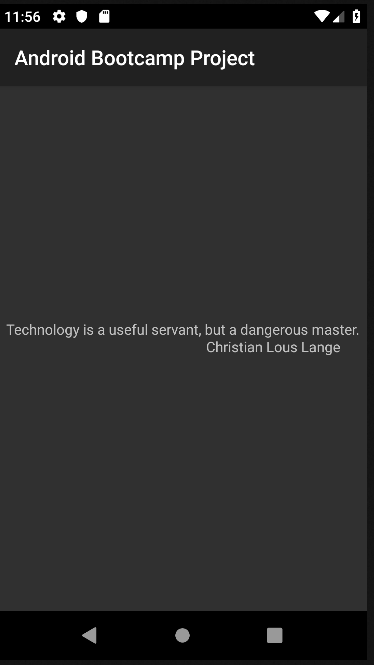 11:56
Android Bootcamp Project
Technology is a useful servant, but a dangerous master.
Christian Lous Lange